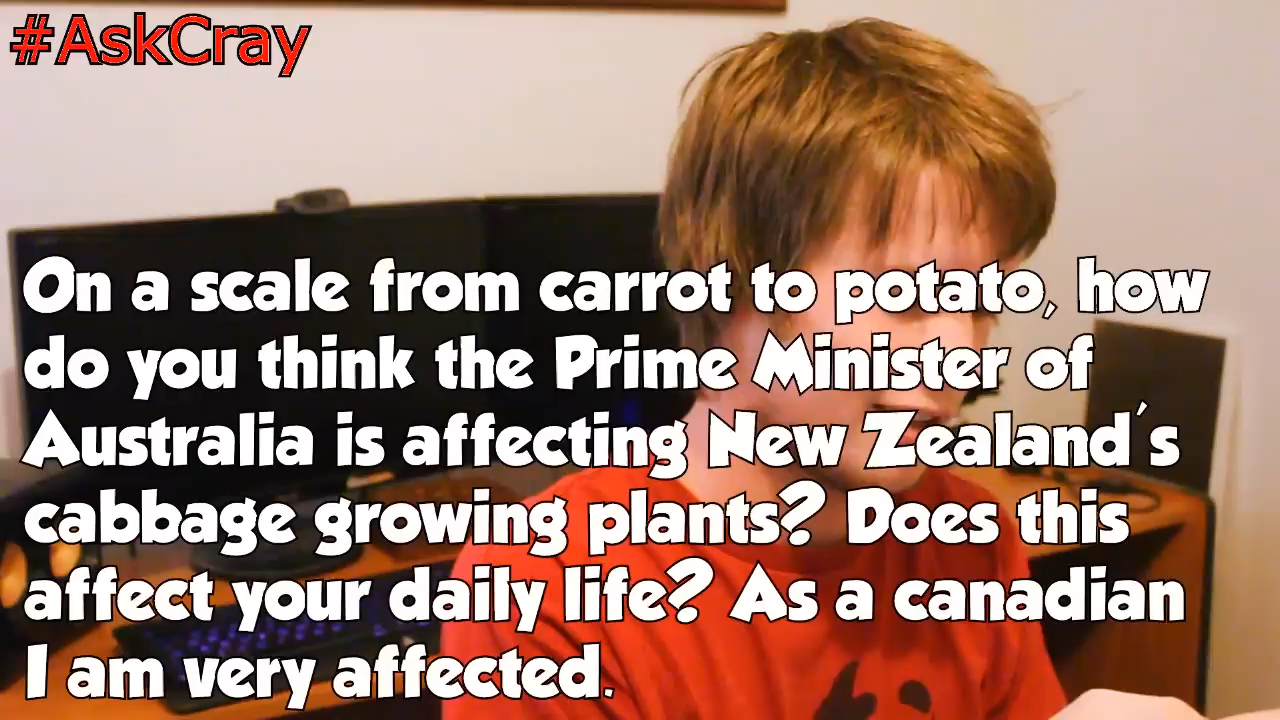 #AskCray
On a scale from carrot to potato, how
do you think the Prime Minister of
Australia is affecting New Zealand's
cabbage growing plants? Does this
affect your daily life? As a canadian
I am very affected.